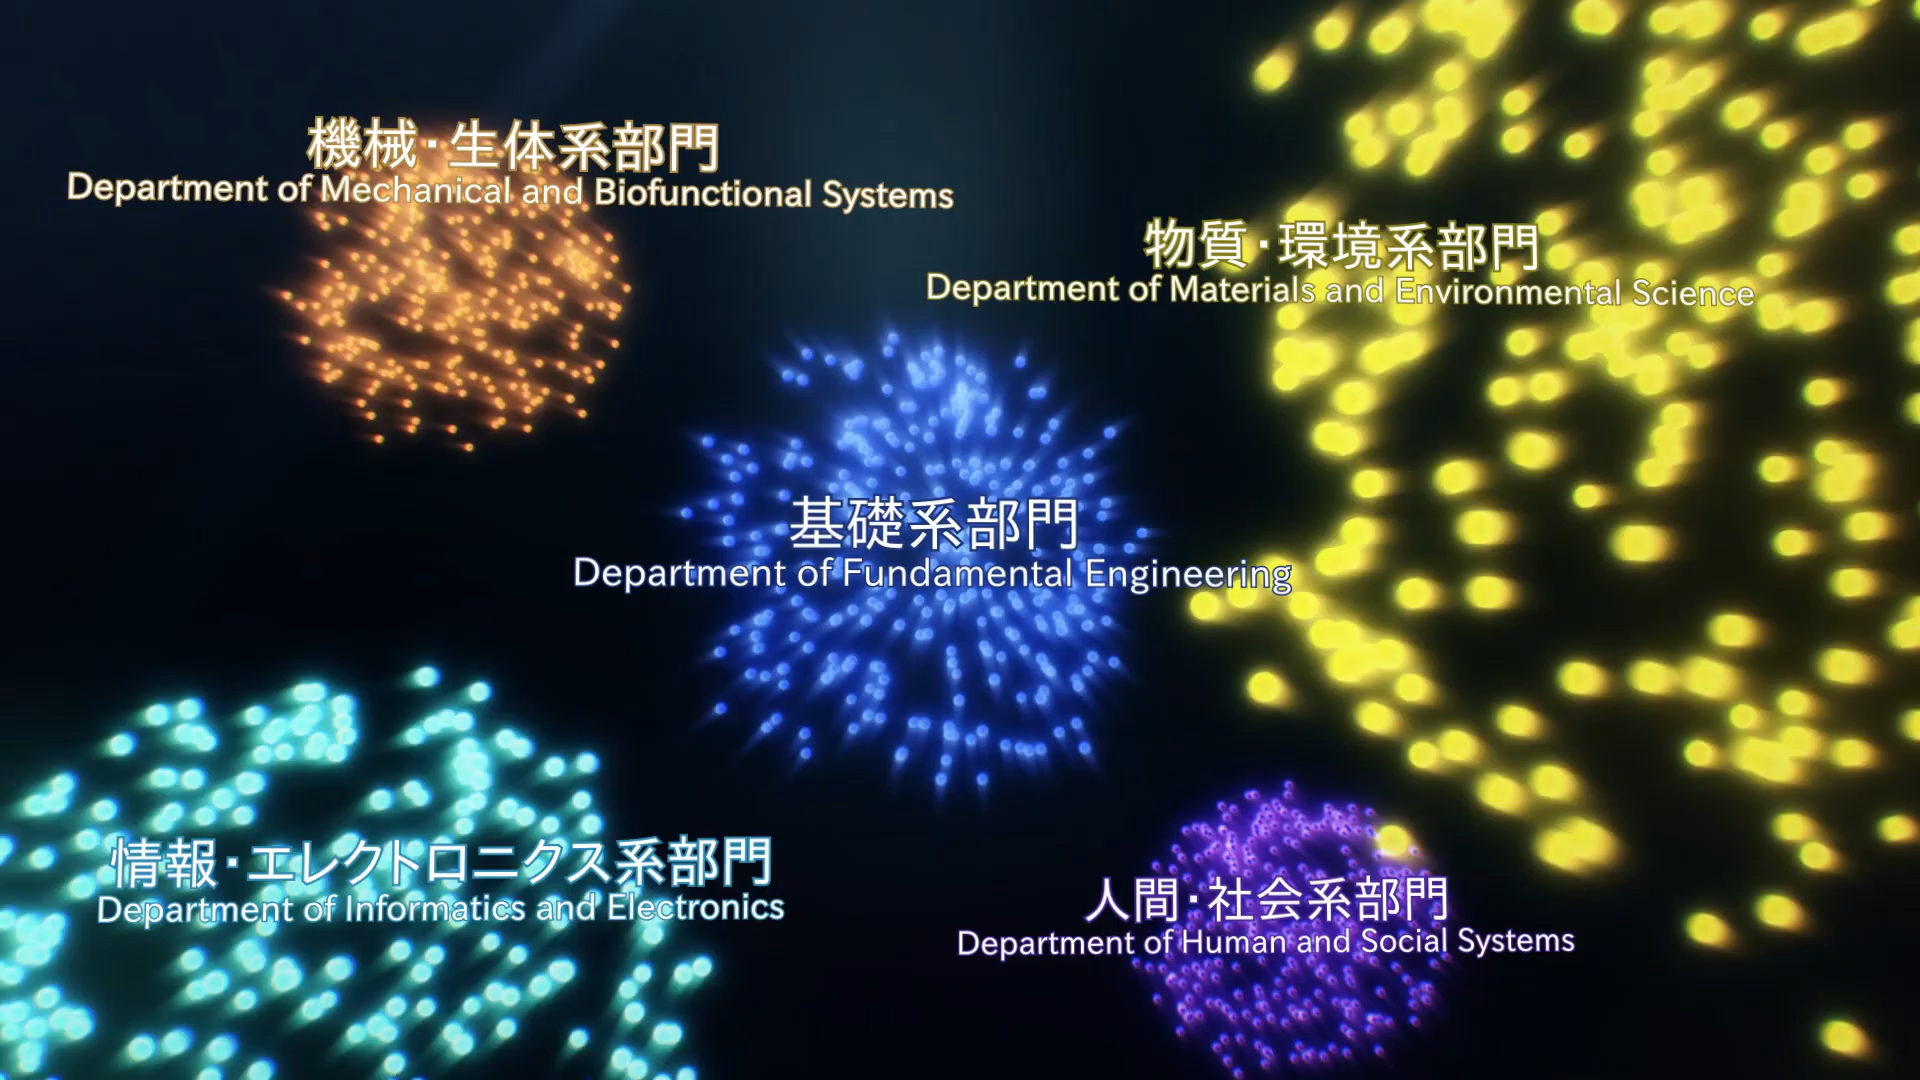 機械・生体系部門
Department of Mechanical and Biofunctional Systems
物質・環境系部門
Department of Materials and Environmental Science
基礎系部門
Department of Fundamental Engineering
情報・エレクトロニクス系部門
Department of Informatics and Electronics
人間・社会系部門
Department of Human and Social Systems